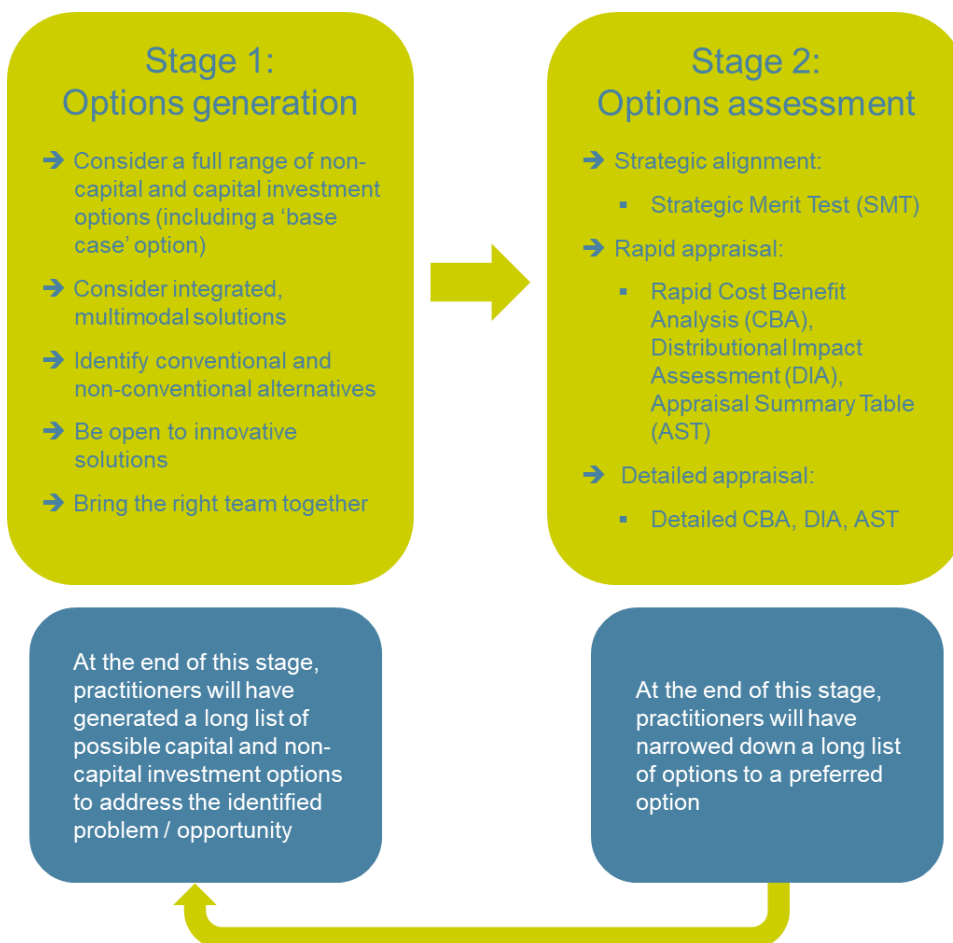 Stage 1:
Options generation
➔ Consider a full range of non-
capital and capital investment
options (including a ‘base
case’ option)
➔ Consider integrated,
multimodal solutions
➔ Identify conventional and
non-conventional alternatives
➔ Be open to innovative
solutions
➔ Bring the right team together
Stage 2:
Options assessment
➔ Strategic alignment:
▪ Strategic Merit Test (SMT)
➔ Rapid appraisal:
▪ Rapid Cost Benefit
Analysis (CBA),
Distributional Impact
Assessment (DIA),
Appraisal Summary Table
(AST)
➔ Detailed appraisal:
▪ Detailed CBA, DIA, AST
At the end of this stage,
practitioners will have
generated a long list of
possible capital and non-
capital investment options
to address the identified
problem / opportunity
At the end of this stage,
practitioners will have
narrowed down a long list
of options to a preferred
option